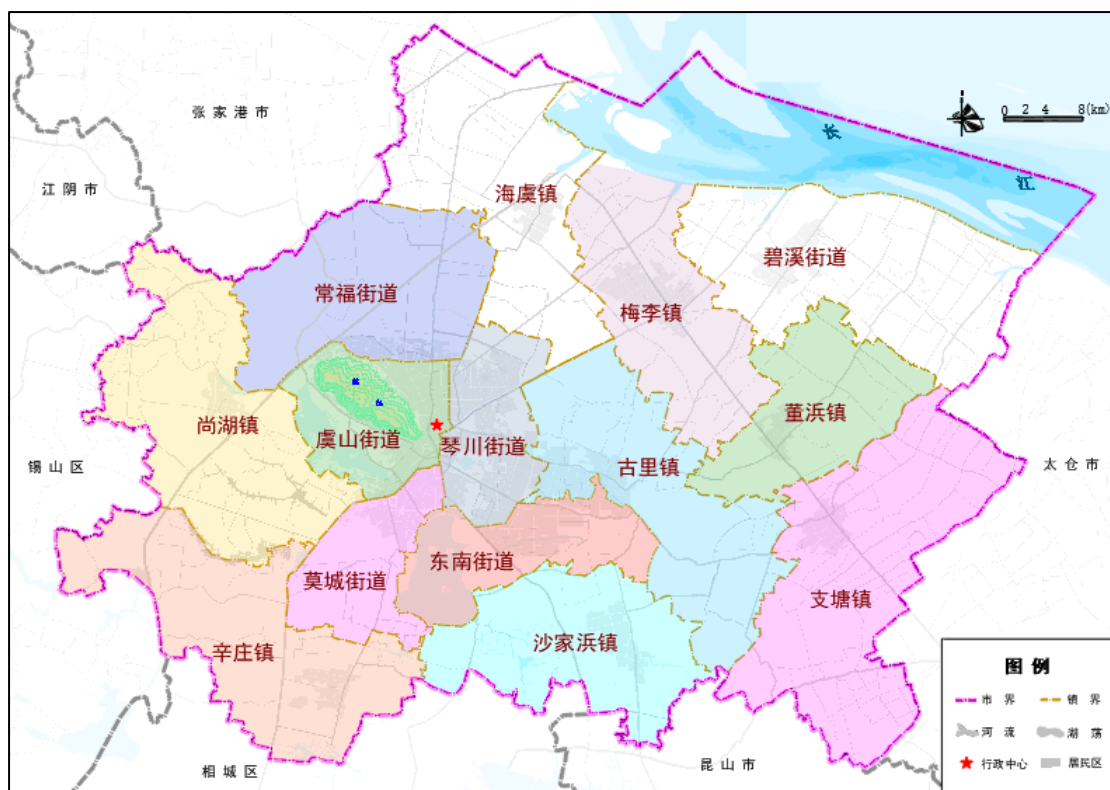 张家港市
江阴市
0 2 4 8(km)
长
江
海虞镇
碧溪街道
常福街道
梅李镇
尚湖镇
虞山街道
琴川街道
董浜镇
古里镇
锡山区
太仓市
东南街道
莫城街道
支塘镇
辛庄镇
沙家浜镇
相城区
昆山市
图例
市界
镇界
河流
湖荡
行政中心
居民区